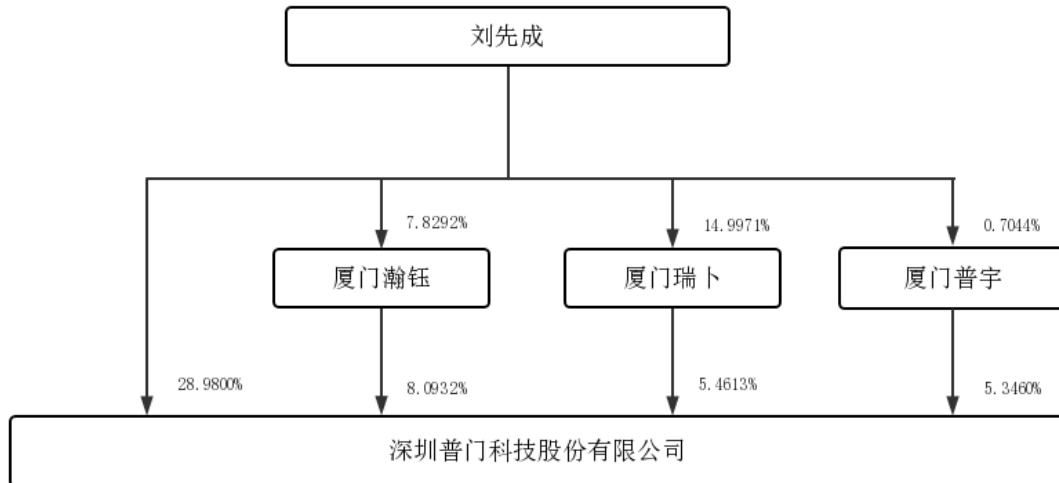 刘先成
7.8292%
14.9971%
0.7044%
厦门瀚钰
厦门瑞卜
厦门普宇
28.9800%
8.0932%
5.4613%
5.3460%
深圳普门科技股份有限公司